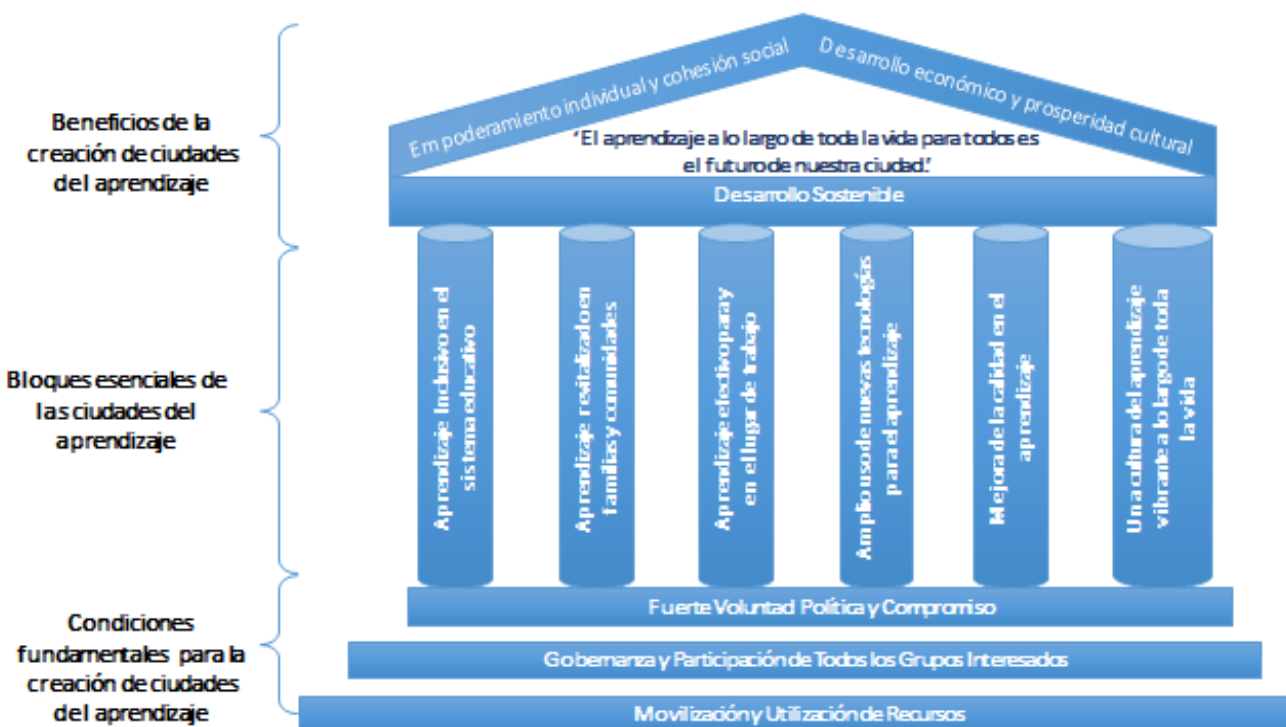 Empoderamiento individual y cohesión social
Desarrollo económico y prosperidad cultural
Beneficios de la
creación de ciudades
del aprendizaje
‘El aprendizaje a lo largo de toda la vida para todos es
el futuro de nuestra ciudad.’
Desarrollo Sostenible
Bloques esenciales de
las ciudades del
aprendizaje
Aprendizaje Inclusivo en el
sistema educativo
Aprendizaje revitalizado en
familias y comunidades
Aprendizaje efectivo para y
en el lugar de trabajo
Amplio uso de nuevas tecnologías
para el aprendizaje
Mejora de la calidad en el
aprendizaje
Una cultura del aprendizaje
vibrante a lo largo de toda
la vida
Condiciones
fundamentales para la
creación de ciudades
del aprendizaje
Fuerte Voluntad Política y Compromiso
Gobernanza y Participación de Todos los Grupos Interesados
Movilización y Utilización de Recursos